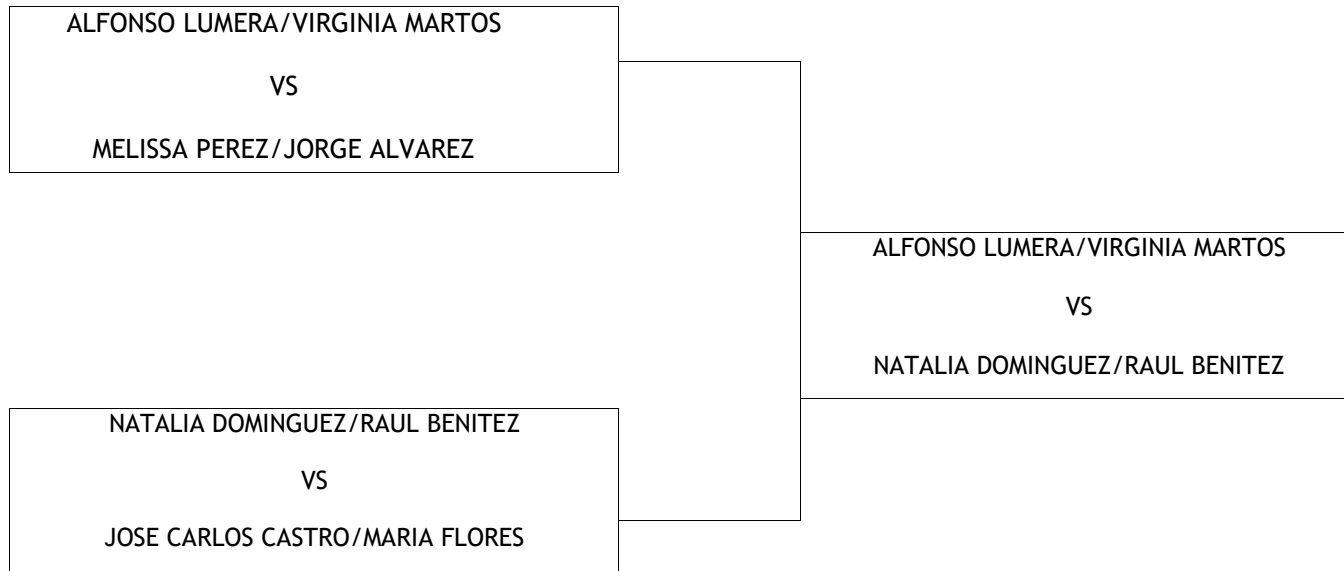 ALFONSO LUMERA/VIRGINIA MARTOS
VS
MELISSA PEREZ/JORGE ALVAREZ
ALFONSO LUMERA/VIRGINIA MARTOS
VS
NATALIA DOMINGUEZ/RAUL BENITEZ
NATALIA DOMINGUEZ/RAUL BENITEZ
VS
JOSE CARLOS CASTRO/MARIA FLORES